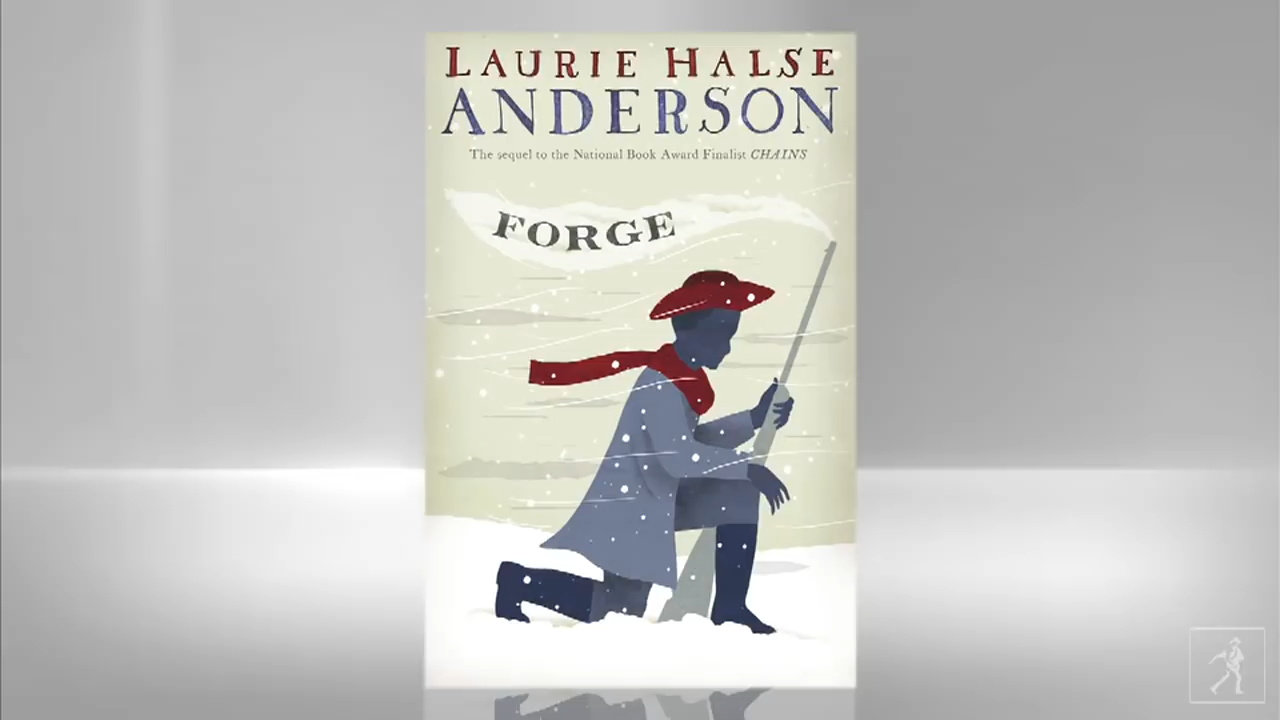 LAURIE HALSE
ANDERSON
The sequel to the National Book Award Finalist CHAINS
FORGE